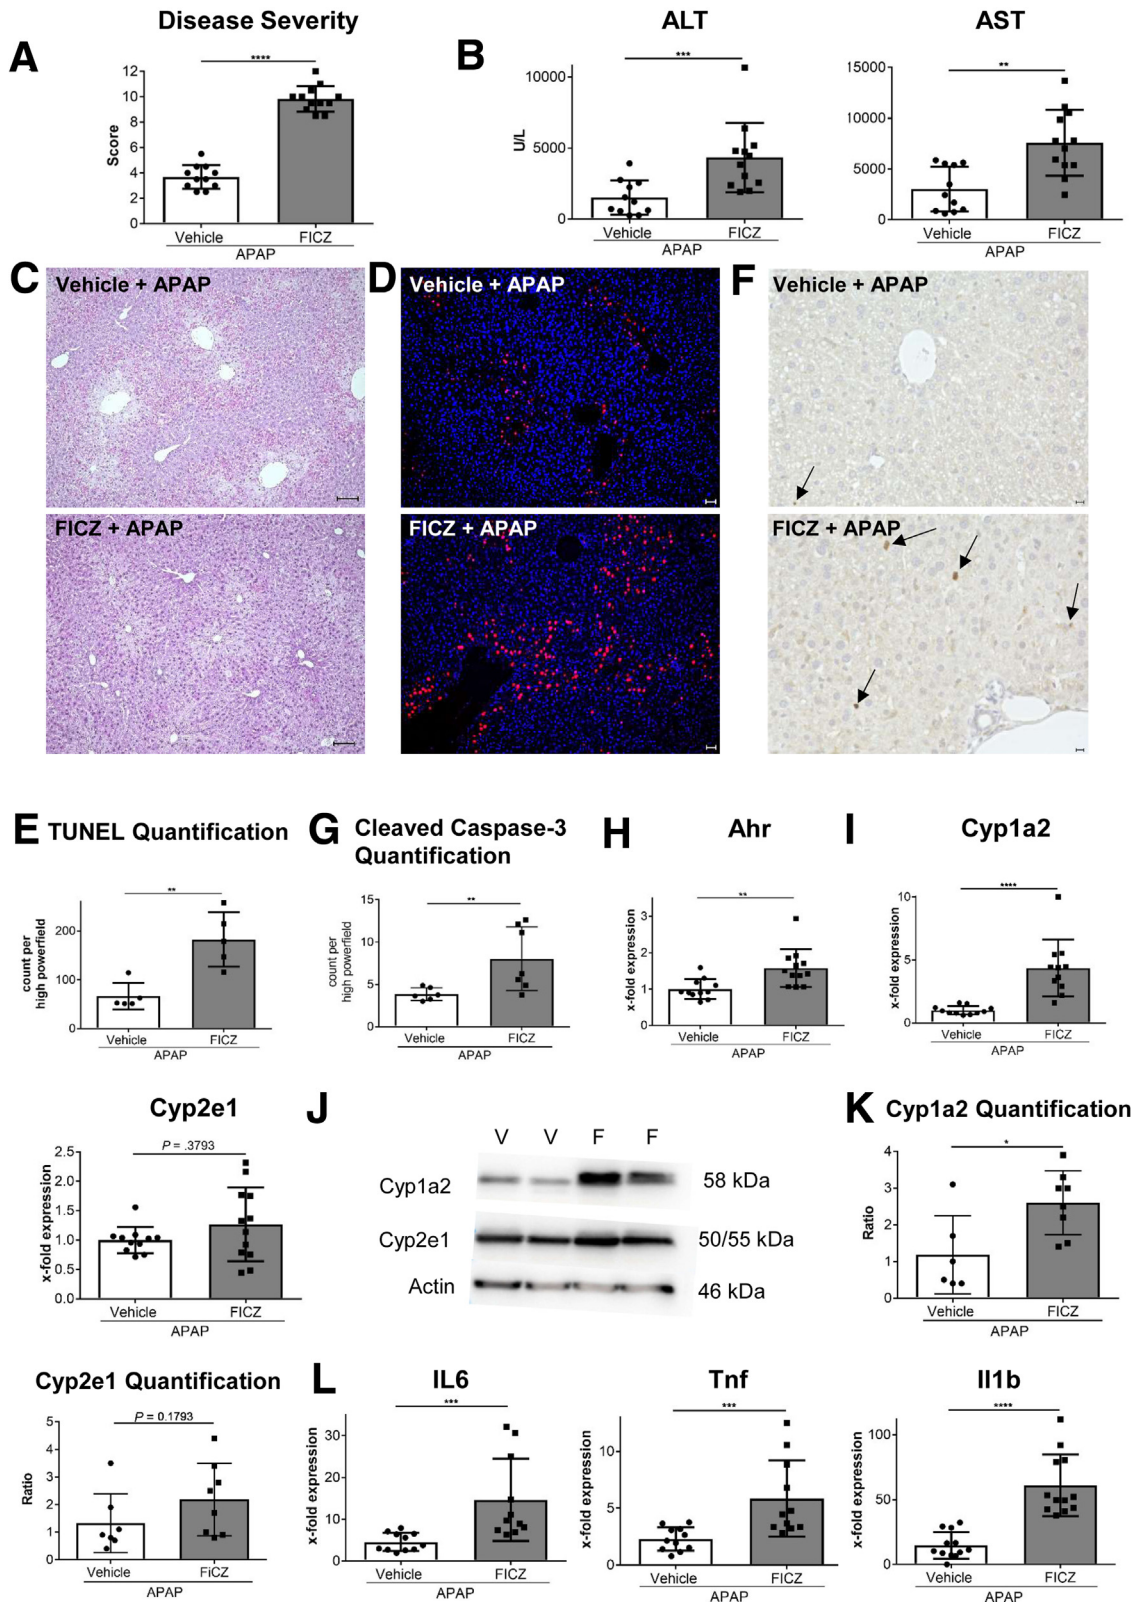 Disease Severity
ALT
AST
A
****
12
10
8
6
4
2
0
Score
Vehicle
FICZ
APAP
B
***
10000
5000
0
U/L
Vehicle
FICZ
APAP
**
15000
10000
5000
0
Vehicle
FICZ
APAP
C
Vehicle + APAP
FICZ + APAP
D
Vehicle + APAP
FICZ + APAP
F
Vehicle + APAP
FICZ + APAP
E
TUNEL Quantification
**
200
100
0
count per
high powerfield
Vehicle
FICZ
APAP
G
Cleaved Caspase-3
Quantification
**
15
10
5
0
count per
high powerfield
Vehicle
FICZ
APAP
H
Ahr
**
3
2
1
0
x-fold expression
Vehicle
FICZ
APAP
I
Cyp1a2
****
10
5
0
x-fold expression
Vehicle
FICZ
APAP
Cyp2e1
P = .3793
2.5
2.0
1.5
1.0
0.5
0.0
x-fold expression
Vehicle
FICZ
APAP
J
V V F F
Cyp1a2 58 kDa
Cyp2e1 50/55 kDa
Actin 46 kDa
K
Cyp1a2 Quantification
*
4
3
2
1
0
Ratio
Vehicle
FICZ
APAP
Cyp2e1 Quantification
P = 0.1793
5
4
3
2
1
0
Ratio
Vehicle
FICZ
APAP
L
IL6
***
30
20
10
0
x-fold expression
Vehicle
FICZ
APAP
Tnf
***
10
5
0
x-fold expression
Vehicle
FICZ
APAP
Il1b
****
100
50
0
x-fold expression
Vehicle
FICZ
APAP